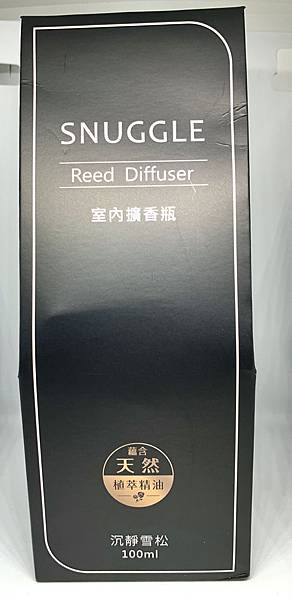 SNUGGLE
Reed Diffuser
室內擴香瓶
蘊含
天然
植萃精油
沉靜雪松
100ml